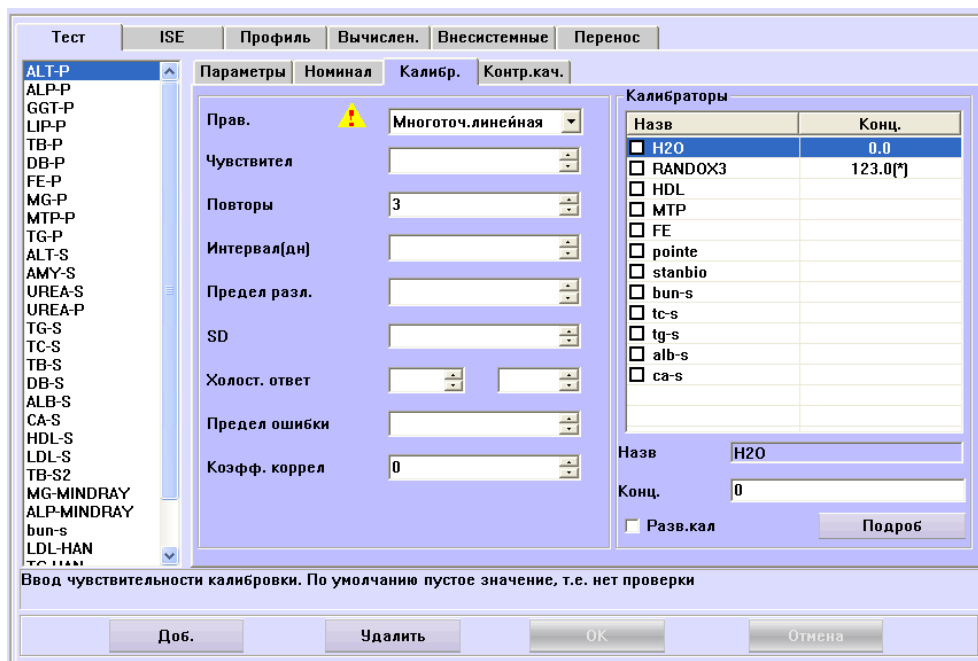 Тест ISE Профиль Вычислен. Внесистемные Перенос
ALT-P
ALP-P
GGT-P
LIP-P
TB-P
DB-P
FE-P
MG-P
MTP-P
TG-P
ALT-S
AMY-S
UREA-S
UREA-P
TG-S
TC-S
TB-S
DB-S
ALB-S
CA-S
HDL-S
LDL-S
TB-S2
MG-MINDRAY
ALP-MINDRAY
bun-s
LDL-HAN
Параметры Номинал Калибр. Контр.кач.
Прав. Многоточ.линейная
Чувствител
Повторы 3
Интервал(дн)
Предел разл.
SD
Холост. ответ
Предел ошибки
Коэфф. коррел 0
Калибраторы
Назв Конц.
H2O 0.0
RANDOX3 123.0(*)
HDL
MTP
FE
pointe
stanbio
bun-s
tc-s
tg-s
alb-s
ca-s
Назв H2O
Конц. 0
Разв.кал Подроб
Ввод чувствительности калибровки. По умолчанию пустое значение, т.е. нет проверки
Доб. Удалить OK Отмена